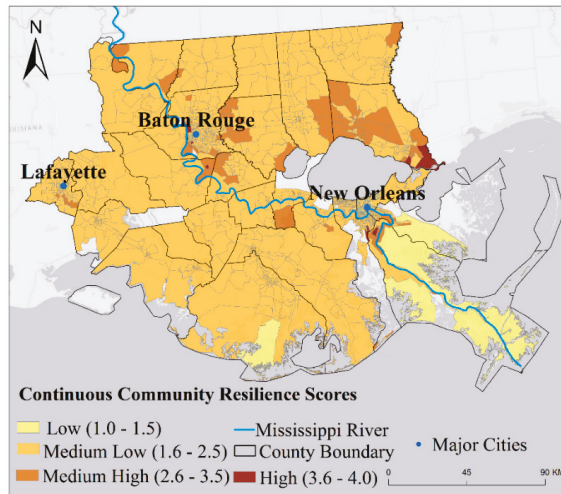 N
Baton Rouge
Lafayette
New Orleans
Continuous Community Resilience Scores
Low (1.0 - 1.5)
Mississippi River
Medium Low (1.6 - 2.5)
County Boundary
Major Cities
Medium High (2.6 - 3.5)
High (3.6 - 4.0)
0 45 90 KM